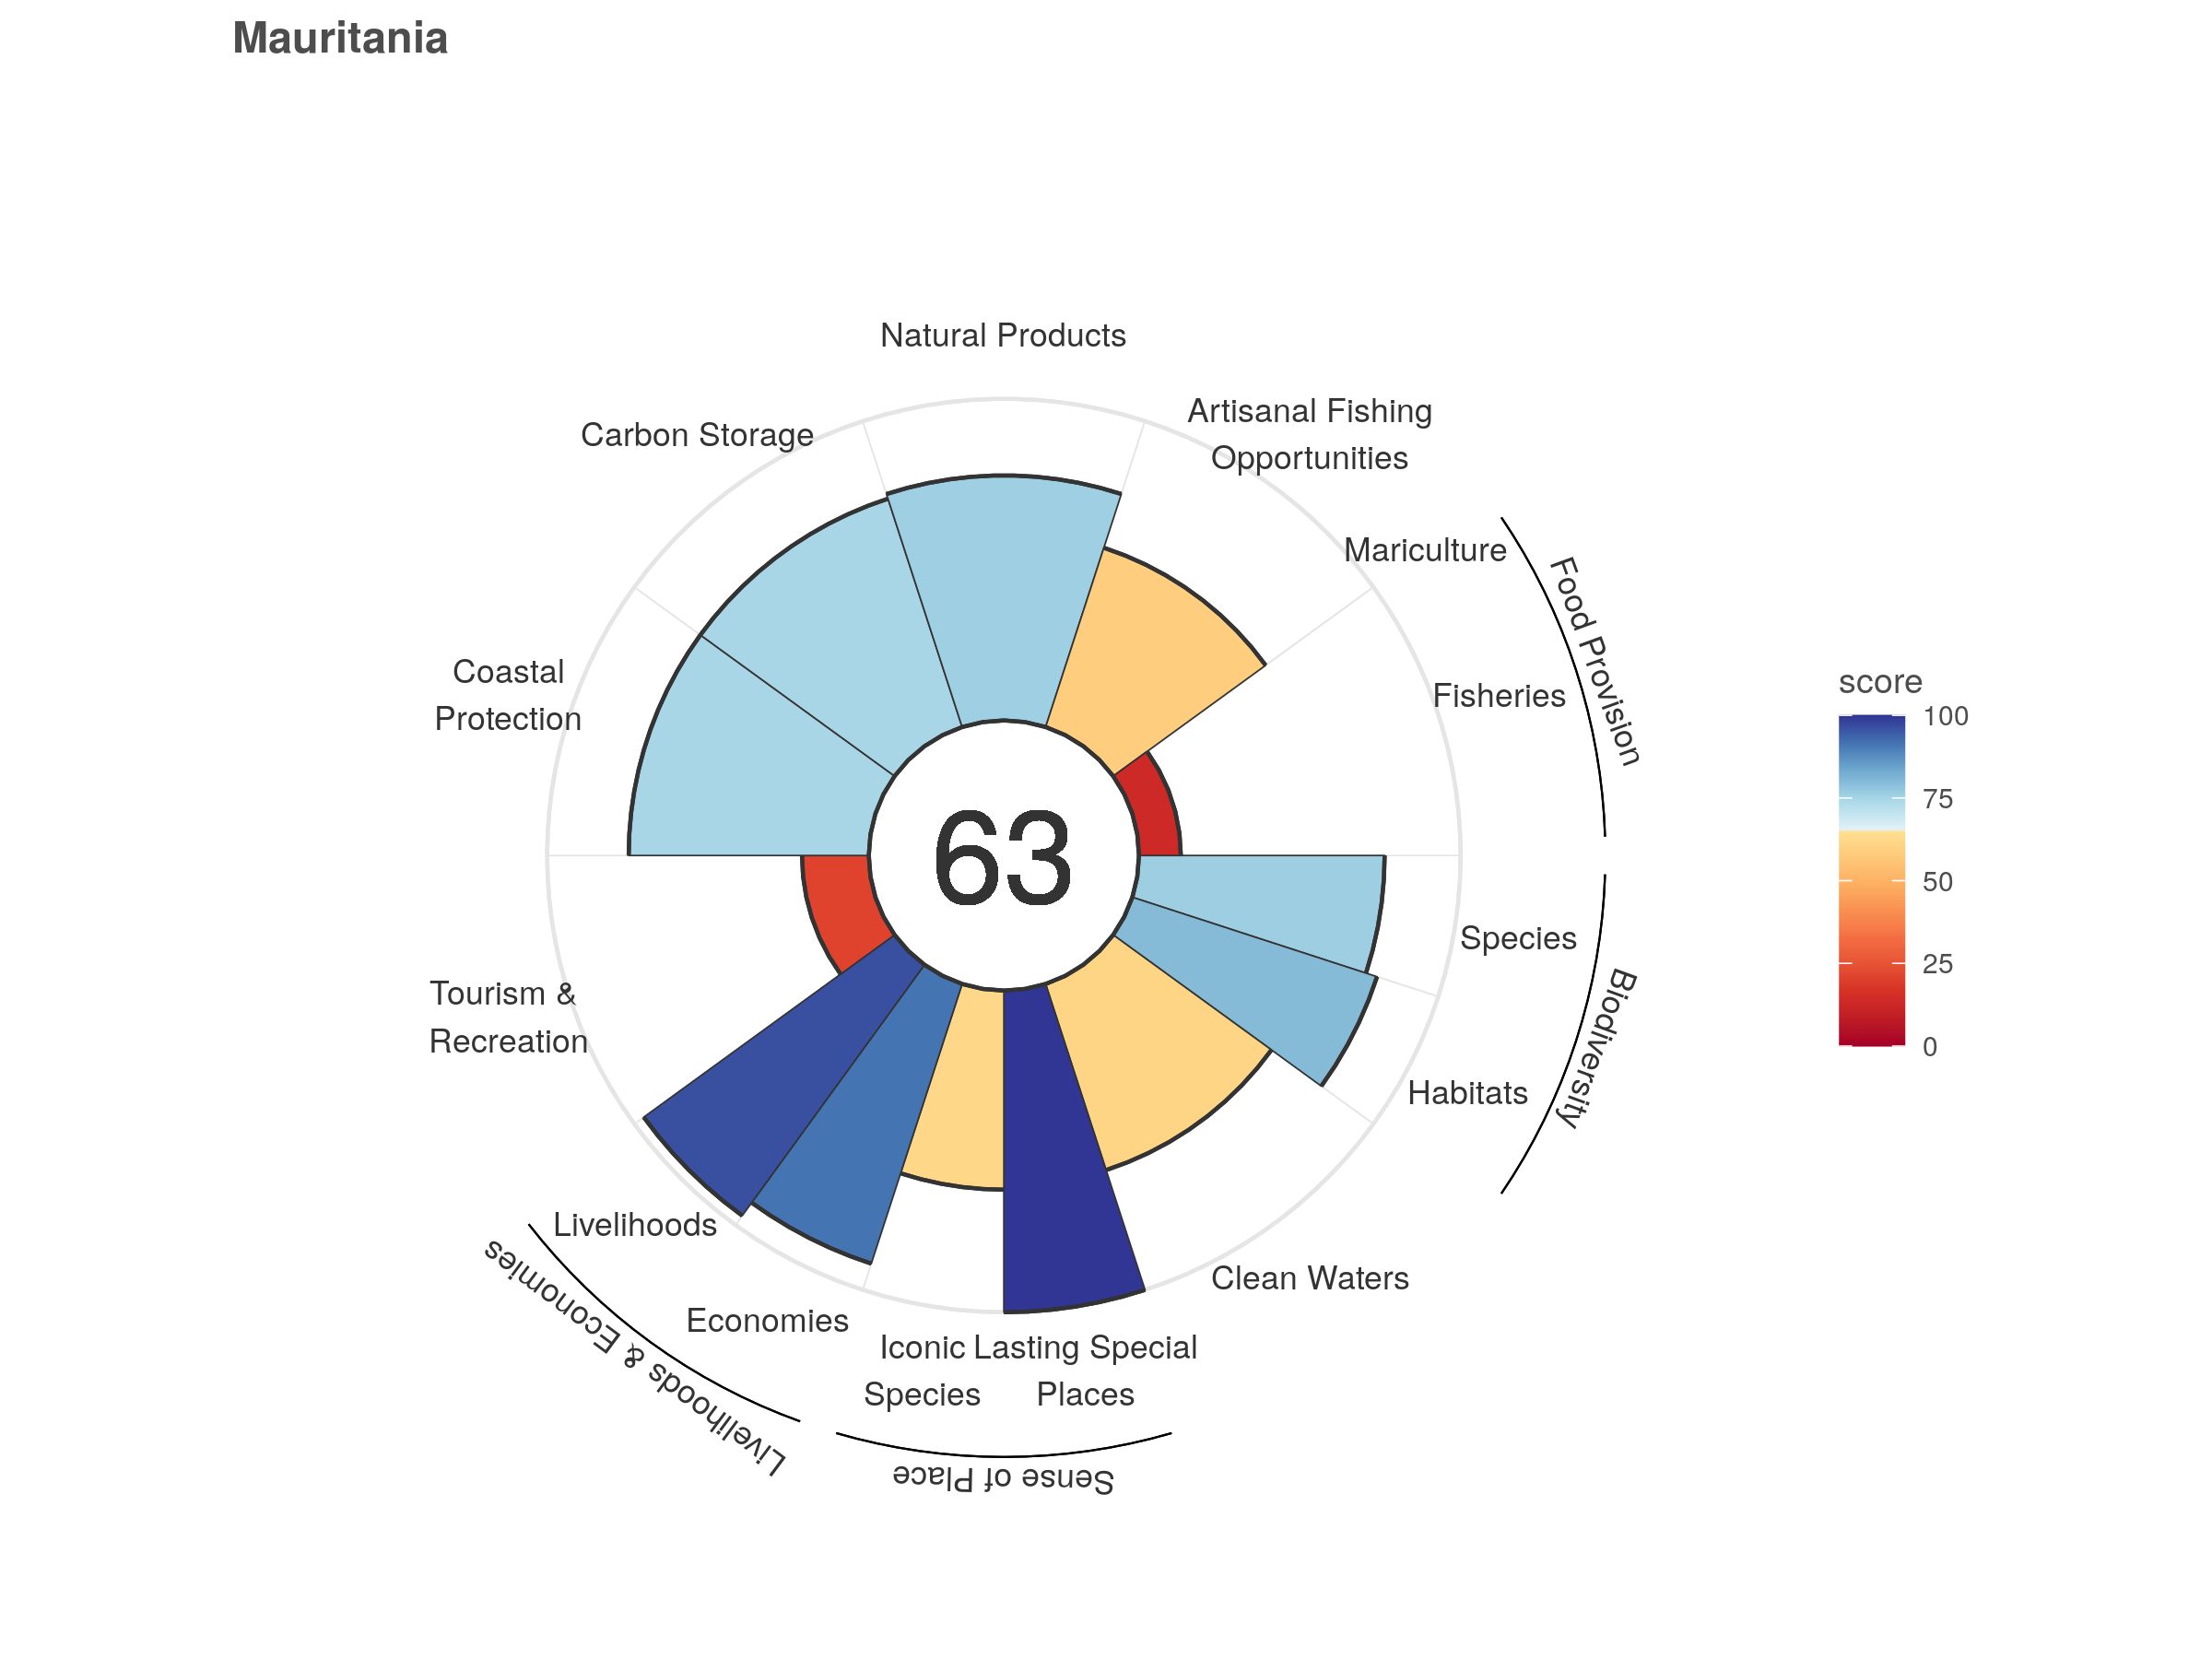 Mauritania
Natural Products
Artisanal Fishing
Opportunities
Carbon Storage
Mariculture
Food Provision
Fisheries
Coastal
Protection
63
Species
Biodiversity
Habitats
Tourism &
Recreation
Livelihoods
Livelihoods & Economies
Economies
Clean Waters
Iconic
Species
Lasting Special
Places
Sense of Place
score
100
75
50
25
0